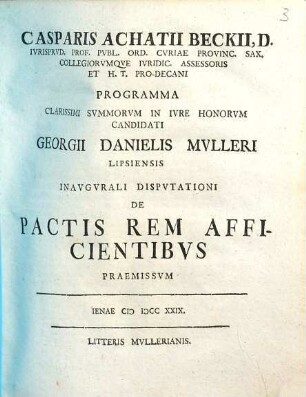 3
CASPARIS ACHATII BECKII, D.
IVRISPRVD. PROF. PVBL. ORD. CVRIAE PROVINC. SAX.
COLLEGIORVMQVE IVRIDIC. ASSESSORIS
ET H. T. PRO-DECANI
PROGRAMMA
CLARISSIMI SVMMORVM IN IVRE HONORVM
CANDIDATI
GEORGII DANIELIS MVLLERI
LIPSIENSIS
INAVGVRALI DISPVTATIONI
DE
PACTIS REM AFFI-
CIENTIBVS
PRAEMISSVM
IENAE CIↃ IↃCC XXIX.
LITTERIS MVLLERIANIS.